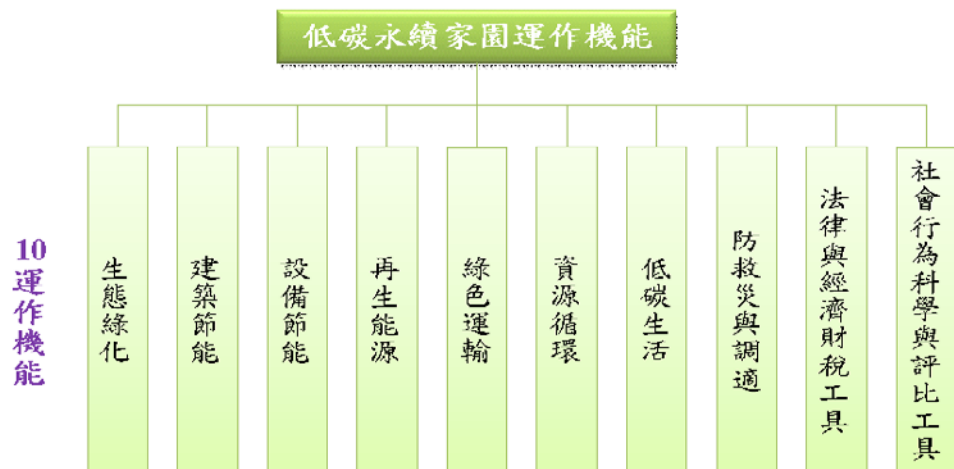 低碳永續家園運作機能
10運作機能
生態綠化
建築節能
設備節能
再生能源
綠色運輸
資源循環
低碳生活
防救災與調適
法律與經濟財稅工具
社會行為科學與評比工具